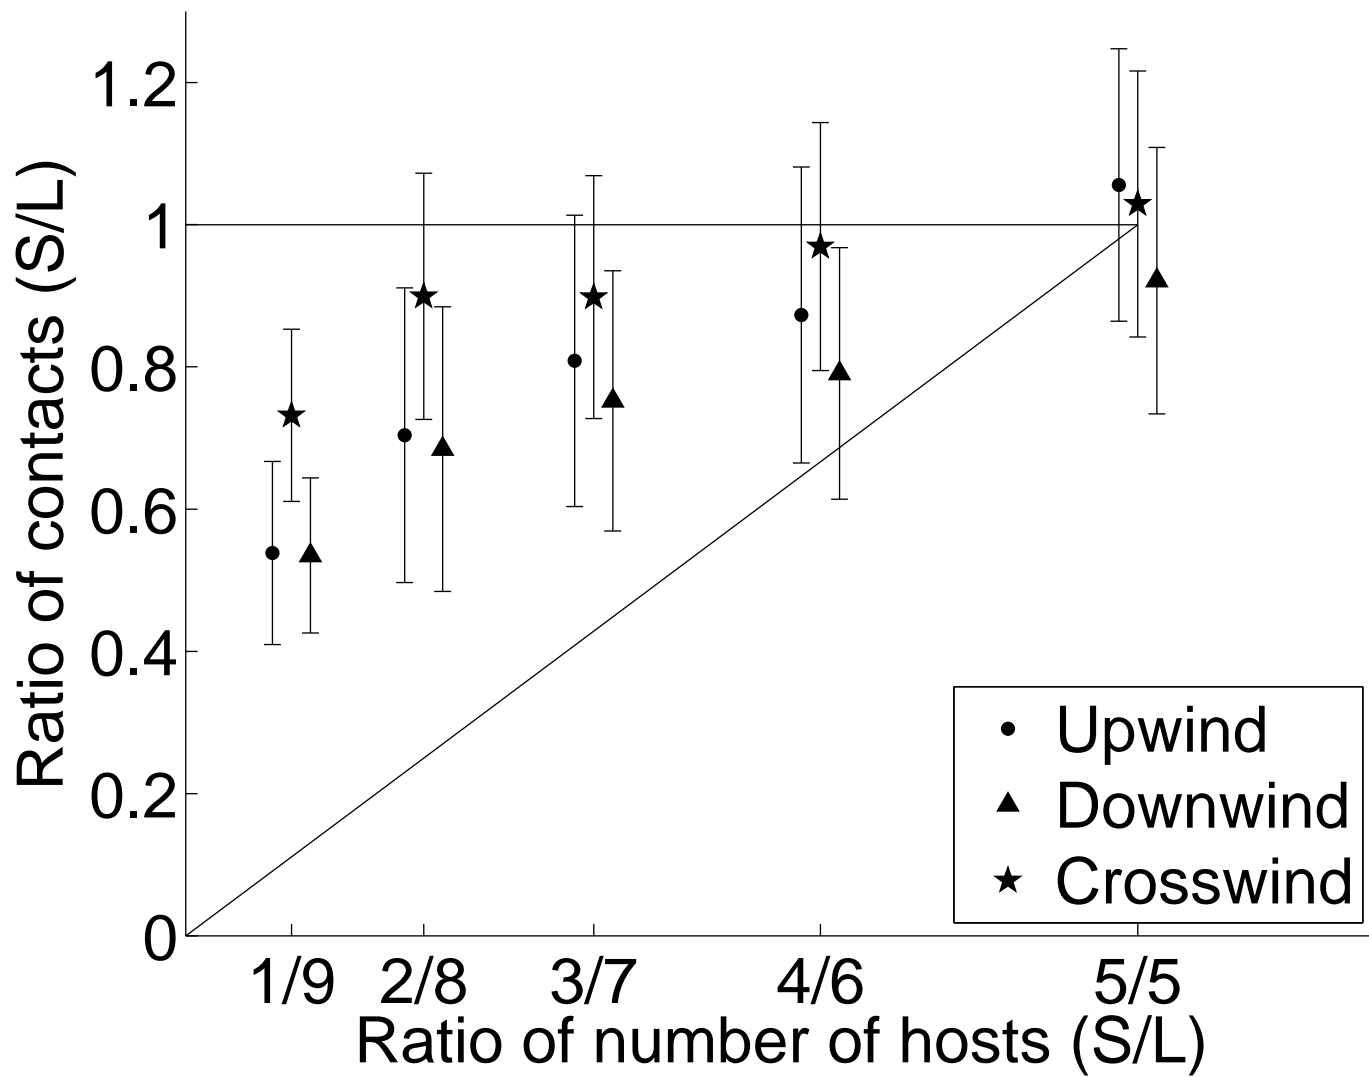 Ratio of contacts (S/L)
1.2
1
0.8
0.6
0.4
0.2
0
1/9 2/8 3/7 4/6 5/5
Ratio of number of hosts (S/L)
Upwind
Downwind
Crosswind